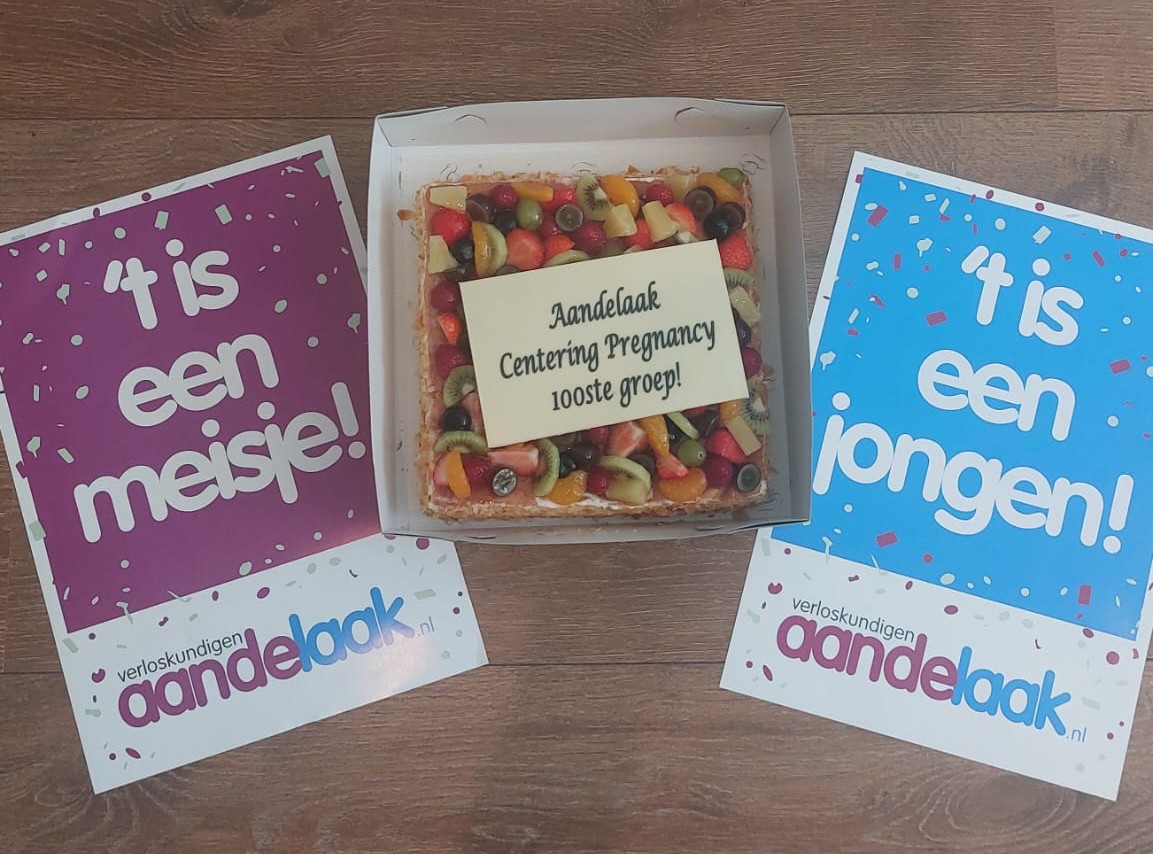 't is
een
meisje!
verloskundigen
aandelaak.nl
Aandelaak
Centering Pregnancy
100ste groep!
't is
een
jongen!
verloskundigen
aandelaak.nl